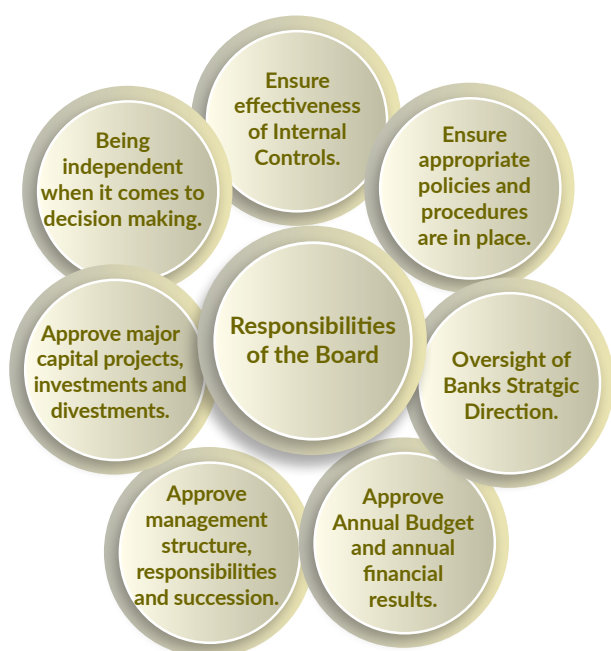 Ensure
effectiveness
of Internal
Controls.
Ensure
appropriate
policies and
procedures
are in place.
Oversight of
Banks Stratgic
Direction.
Approve
Annual Budget
and annual
financial
results.
Approve
management
structure,
responsibilities
and succession.
Approve major
capital projects,
investments and
divestments.
Being
independent
when it comes to
decision making.
Responsibilities
of the Board